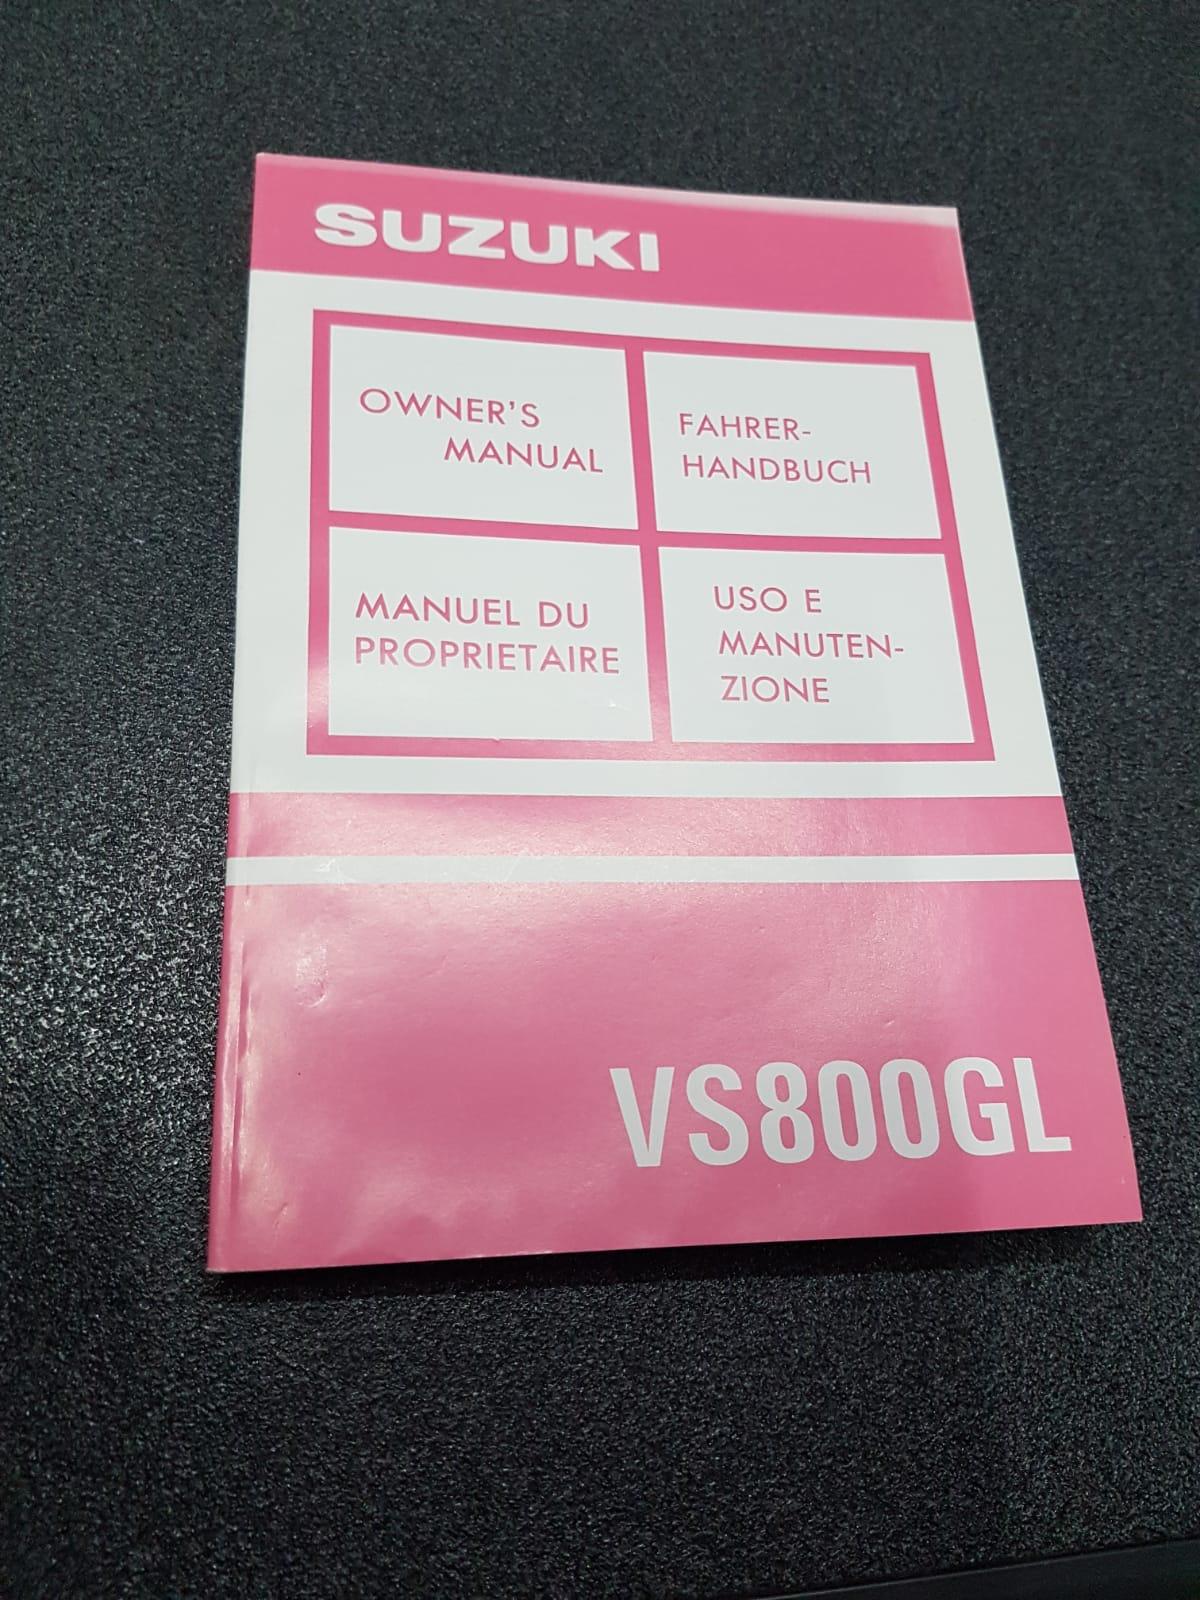 SUZUKI
OWNER'S
MANUAL
FAHRER-
HANDBUCH
MANUEL DU
PROPRIETAIRE
USO E
MANUTEN-
ZIONE
VS800GL